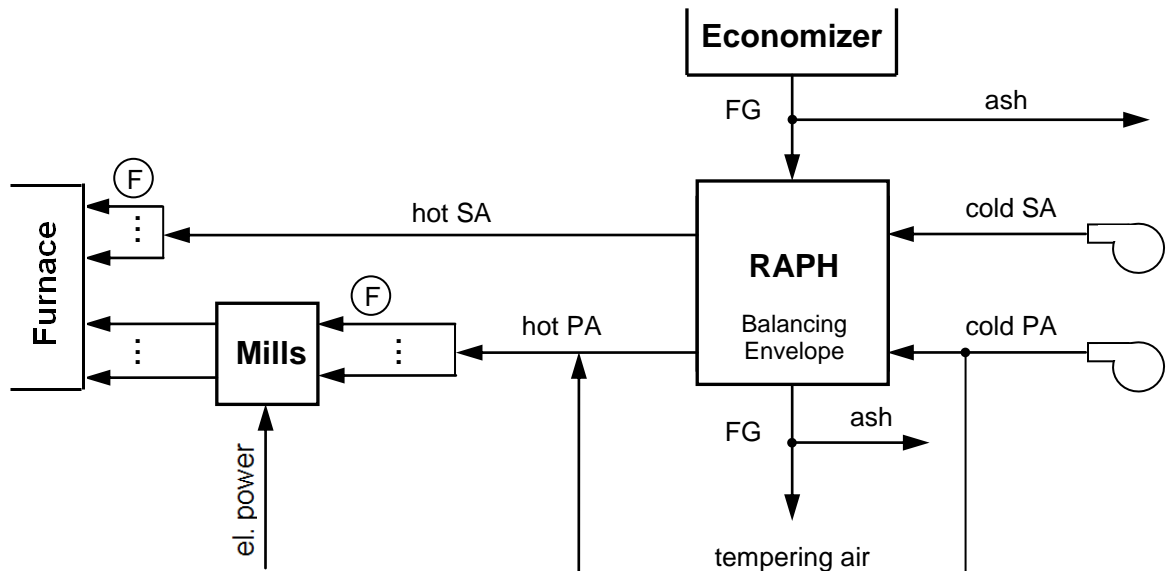 Economizer
FG
ash
F
hot SA
cold SA
Furnace
RAPH
Balancing
Envelope
F
hot PA
cold PA
Mills
⋮
⋮
⋮
FG
ash
el. power
tempering air